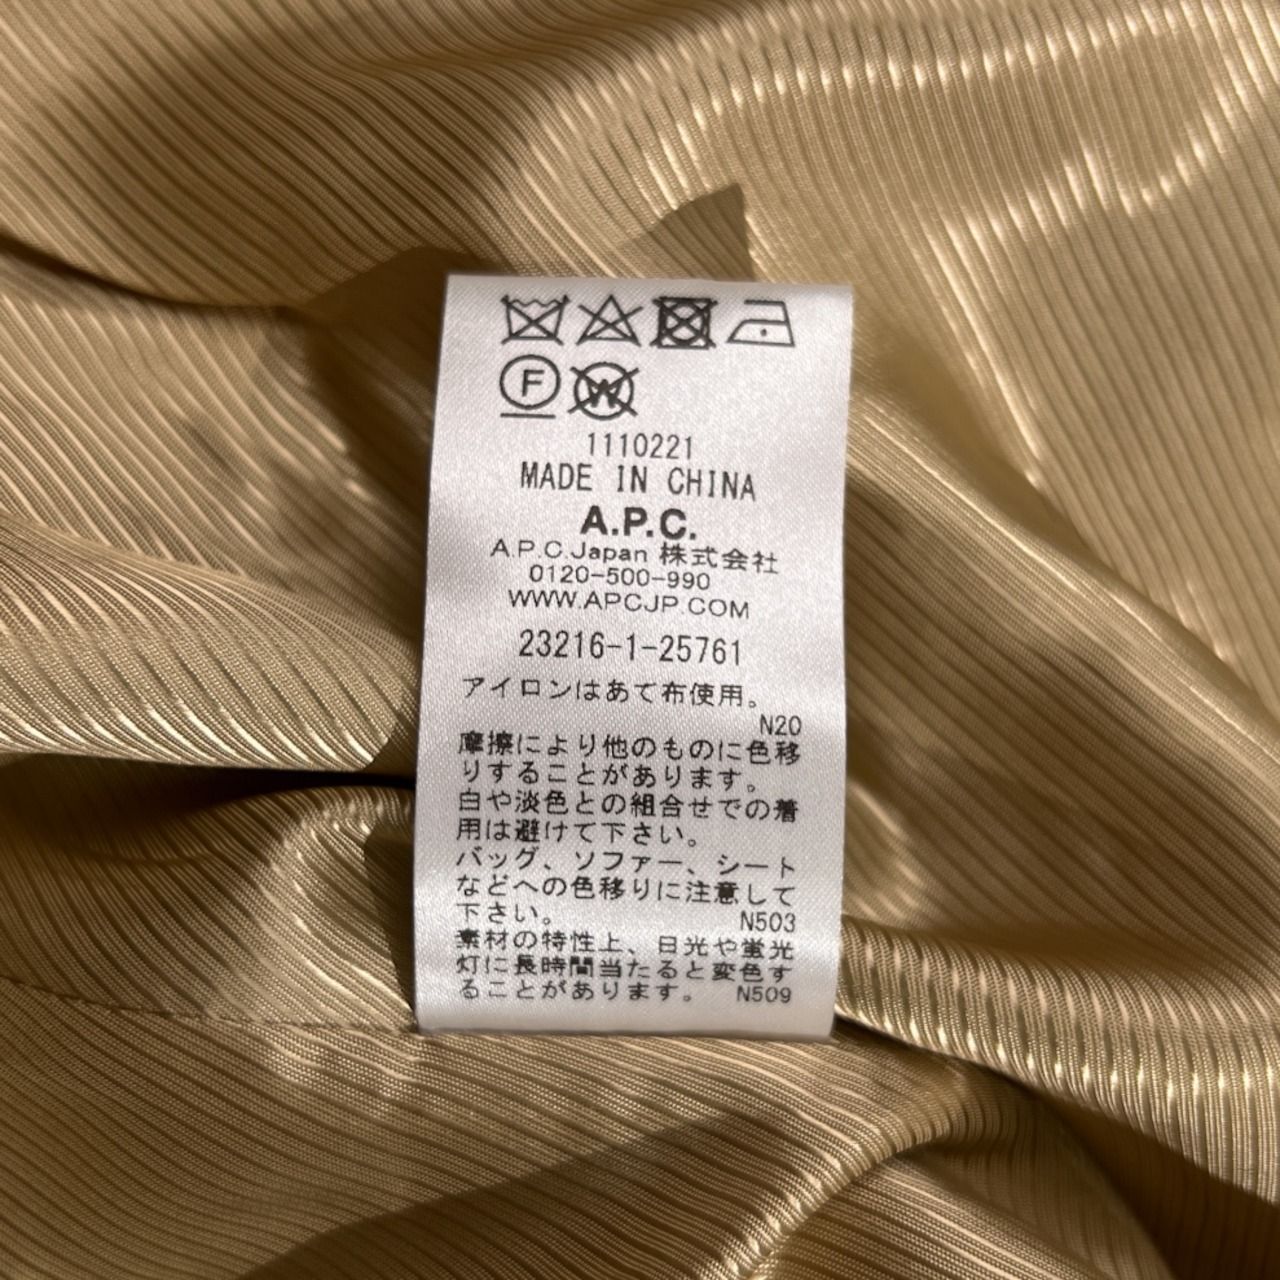 F W
1110221
MADE IN CHINA
A.P.C.
A.P.C.Japan 株式会社
0120-500-990
WWW.APCJP.COM
23216-1-25761
アイロンはあて布使用。
N20
摩擦により他のものに色移
りすることがあります。
白や淡色との組合せでの着
用は避けて下さい。
バッグ、ソファー、シート
などへの色移りに注意して
下さい。 N503
素材の特性上、日光や蛍光
灯に長時間当たると変色す
ることがあります。 N509